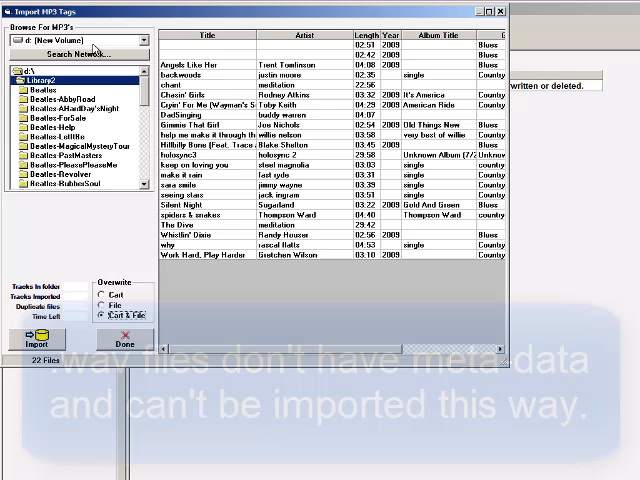 Import MP3 Tags
Browse For MP3's
d: [New Volume]
Search Network...
d:\
Library2
Beatles
Beatles-AbbyRoad
Beatles-AHardDay'sNight
Beatles-ForSale
Beatles-Help
Beatles-LetItBe
Beatles-MagicalMysteryTour
Beatles-PastMasters
Beatles-PleasePleaseMe
Beatles-Revolver
Beatles-RubberSoul
Tracks In folder
Tracks Imported
Duplicate files
Time Left
Overwrite
Cart
File
Cart & File
Import
Done
22 Files
Title Artist Length Year Album Title
02:51 2009 Blues
02:42 2009 Blues
Angels Like Her Trent Tomlinson 04:08 2009 Blues
backwoods justin moore 02:35 single Country
chant meditation 22:56
Chasin' Girls Rodney Atkins 03:32 2009 It's America Country
Cryin' For Me (Wayman's S Toby Keith 04:29 2009 American Ride Country
DadSinging buddy warren 04:07
Gimmie That Girl Joe Nichols 02:54 2009 Old Things New Country
help me make it through th willie nelson 03:58 very best of willie Country
Hillbilly Bone (Feat. Trace Blake Shelton 03:45 2009 Blues
holosync3 holosync 2 29:58 Unknown Album (7/2 Unknown
keep on loving you steel magnolia 03:41 single Country
make it rain last ryde 03:31 single Country
sara smile jimmy wayne 03:39 single Country
seeing stars jack ingram 03:51 single Country
Silent Night Sugarland 03:22 2009 Gold And Green Country
spiders & snakes Thompson Ward 04:40 Thompson Ward country
The Dive meditation 29:42
Whistlin' Dixie Randy Houser 02:56 2009 Blues
why rascal flatts 04:53 single Country
Work Hard, Play Harder Gretchen Wilson 03:10 2009 Country
written or deleted.
.wav files don't have meta data
and can't be imported this way.